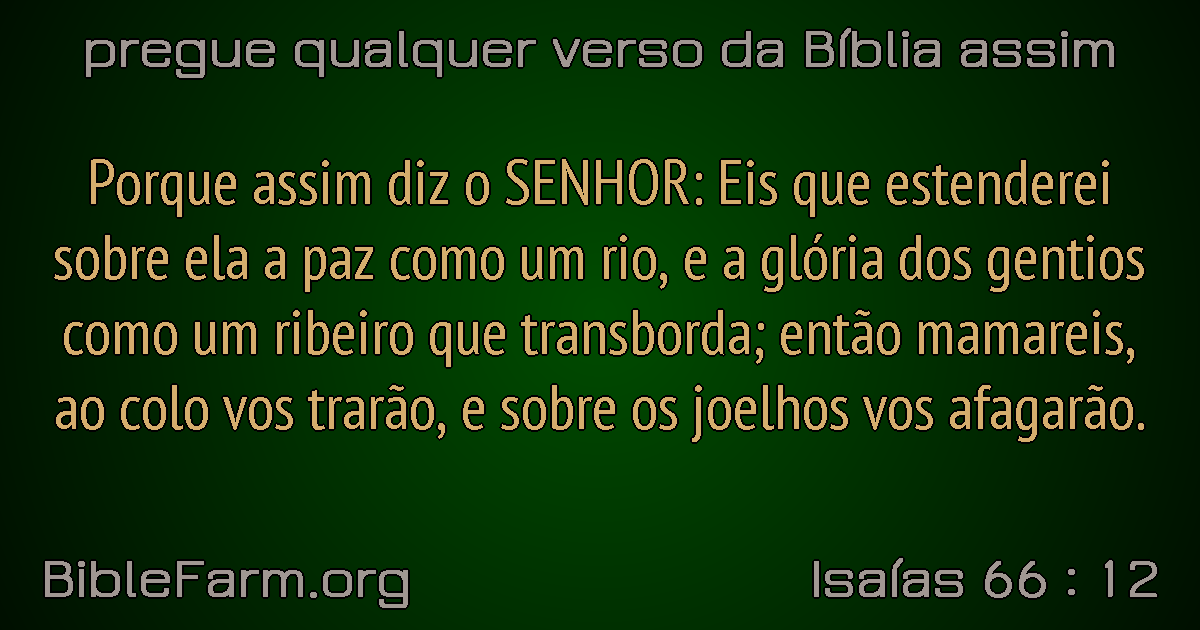 pregue qualquer verso da Bíblia assim
Porque assim diz o SENHOR: Eis que estenderei
sobre ela a paz como um rio, e a glória dos gentios
como um ribeiro que transborda; então mamareis,
ao colo vos trarão, e sobre os joelhos vos afagarão.
BibleFarm.org
Isaías 66 : 12